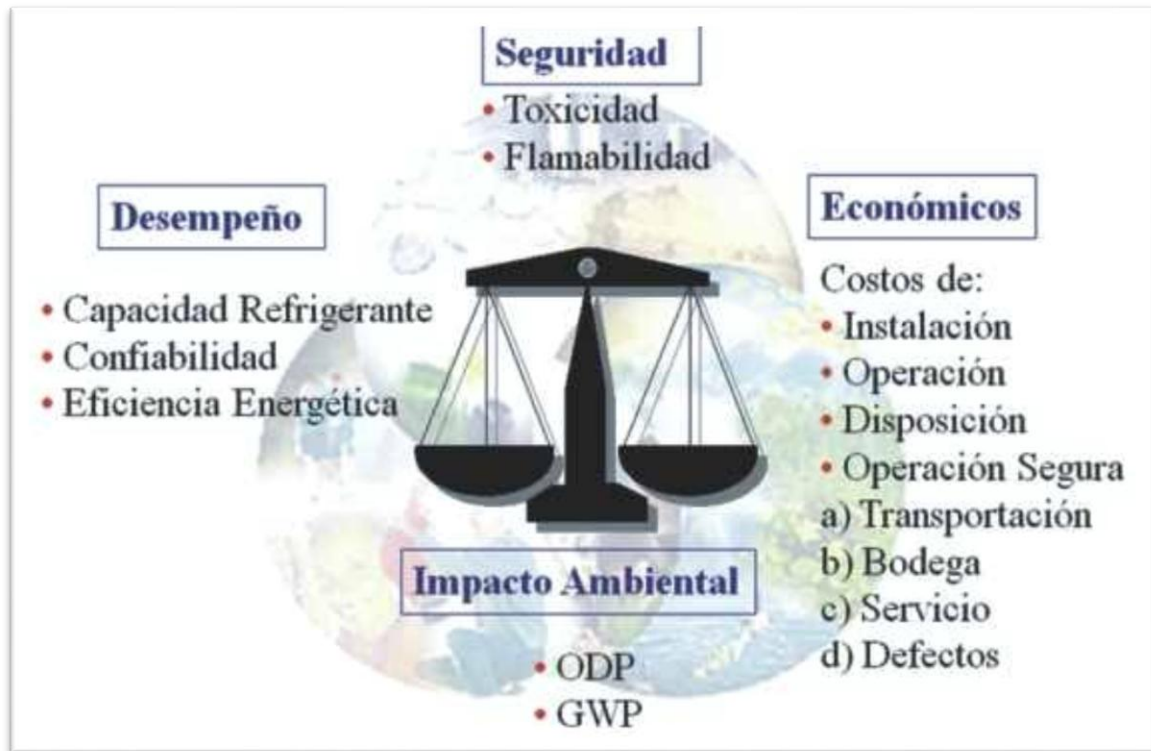 Seguridad
• Toxicidad
• Flamabilidad
Desempeño
• Capacidad Refrigerante
• Confiabilidad
• Eficiencia Energética
Económicos
Costos de:
• Instalación
• Operación
• Disposición
• Operación Segura
a) Transportación
b) Bodega
c) Servicio
d) Defectos
Impacto Ambiental
• ODP
• GWP